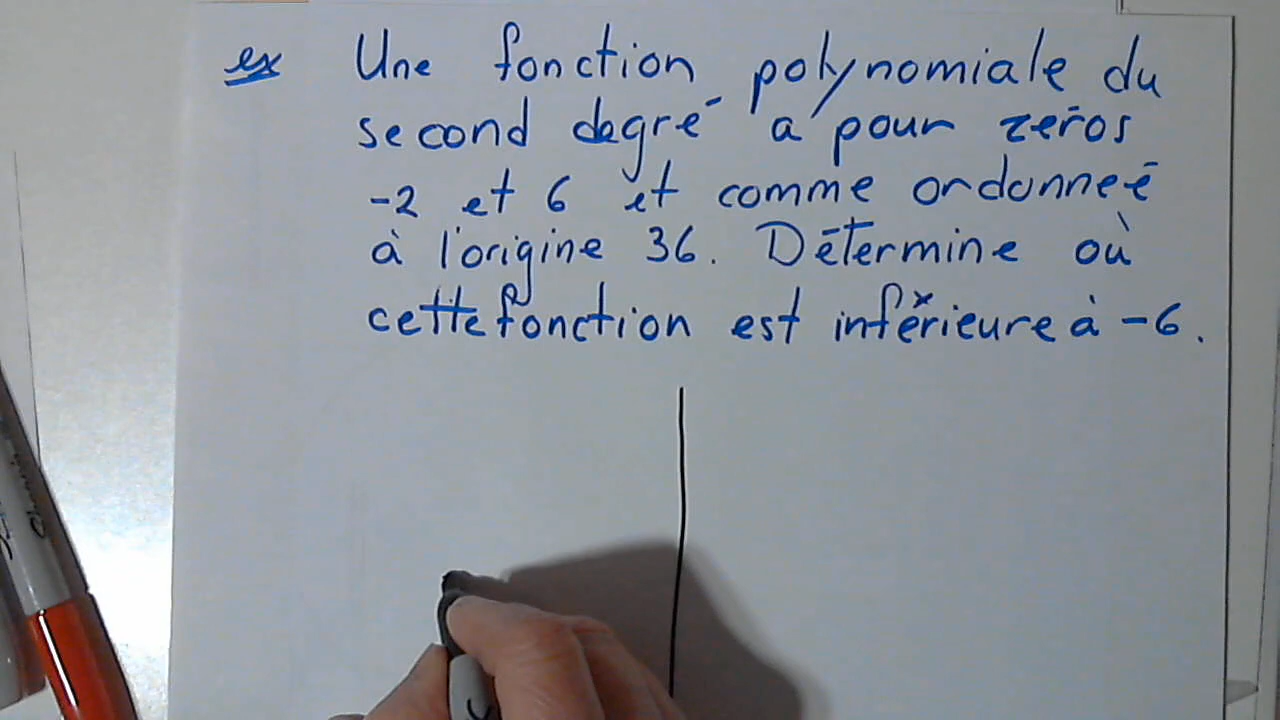 ex Une fonction polynomiale du
second degré a pour zéros
-2 et 6 et comme ordonneé
à l'origine 36. Détermine où
cette fonction est inférieure à -6.